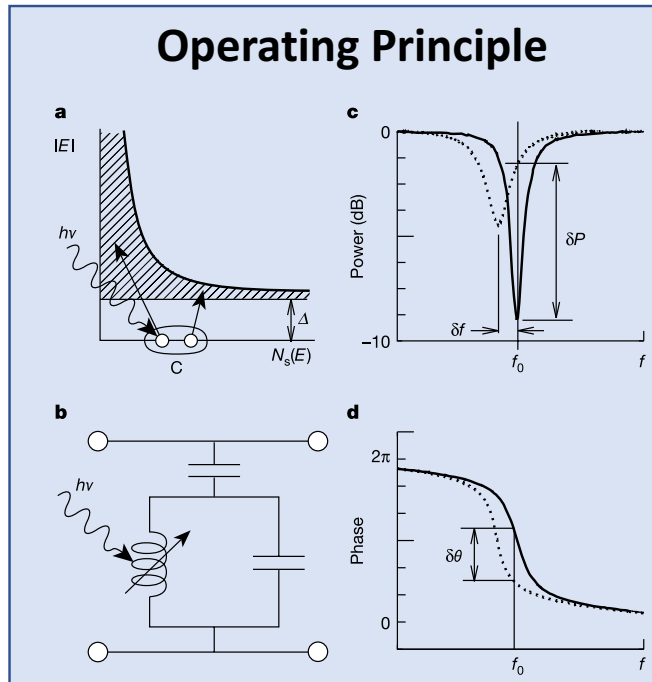 Operating Principle
a
|E|
hν
Δ
C
Nₛ(E)
b
hν
c
0
Power (dB)
δP
δf
−10
f₀
f
d
2π
Phase
δθ
0
f₀
f